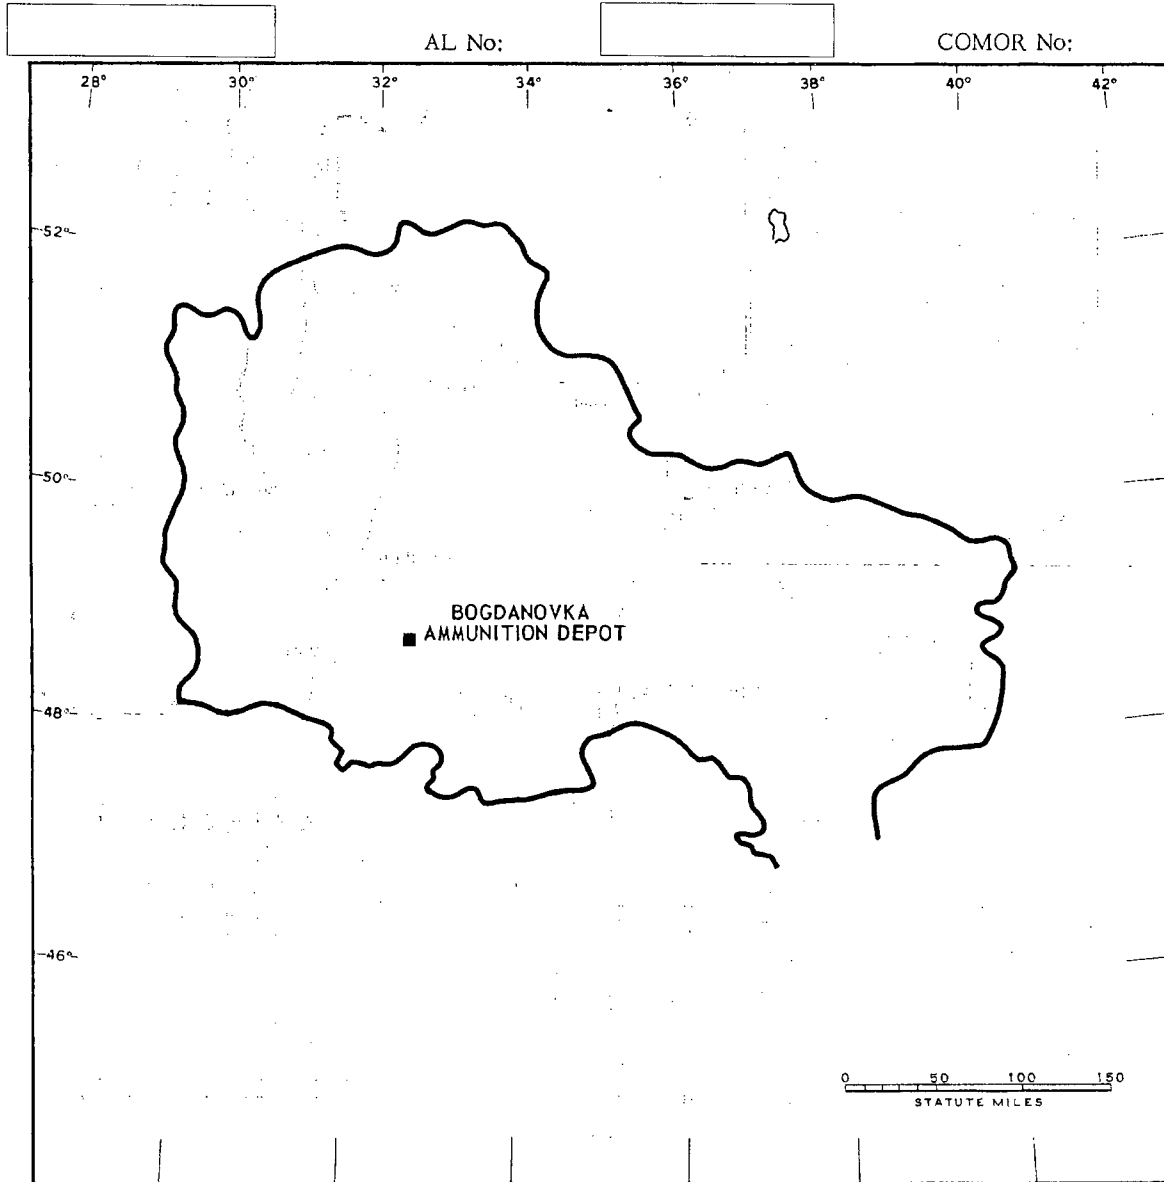 AL No: COMOR No:
28° 30° 32° 34° 36° 38° 40° 42°
52°
50°
BOGDANOVKA
AMMUNITION DEPOT
48°
46°
0 50 100 150
STATUTE MILES